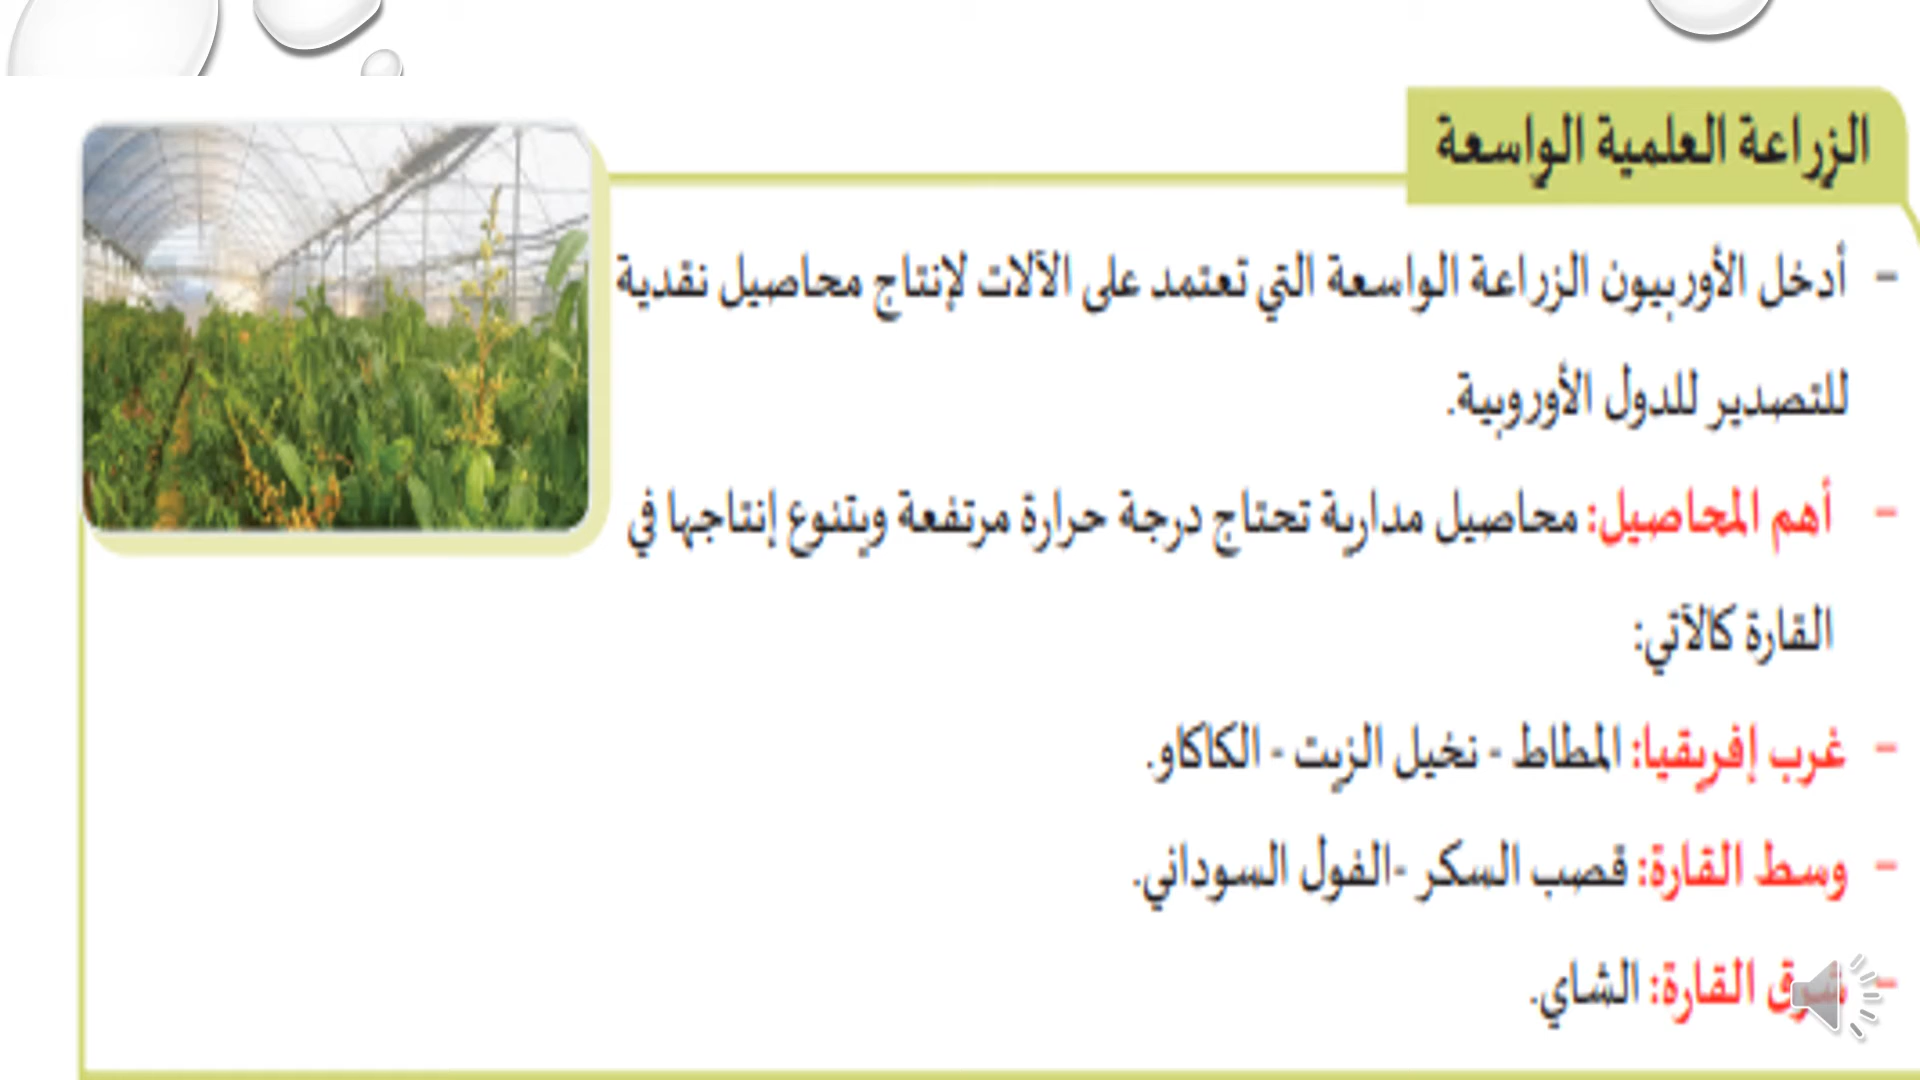 الزراعة العلمية الواسعة
- أدخل الأوربيون الزراعة الواسعة التي تعتمد على الآلات لإنتاج محاصيل نقدية
للتصدير للدول الأوروبية.
- أهم المحاصيل: محاصيل مدارية تحتاج درجة حرارة مرتفعة ويتنوع إنتاجها في
القارة كالآتي:
- غرب إفريقيا: المطاط - نخيل الزيت - الكاكاو.
- وسط القارة: قصب السكر -الفول السوداني.
- شرق القارة: الشاي.